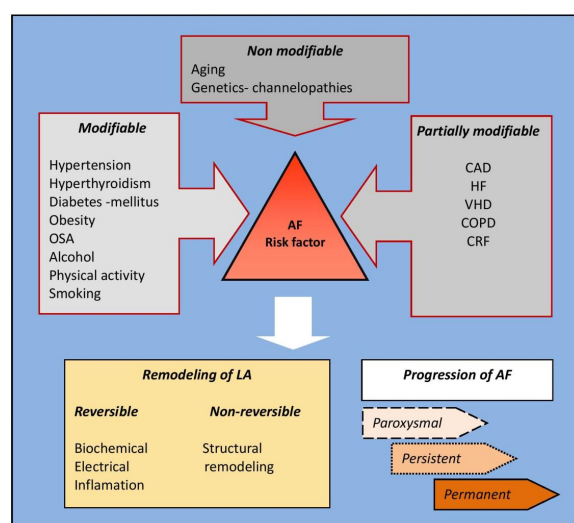 Non modifiable
Aging
Genetics- channelopathies
Modifiable
Hypertension
Hyperthyroidism
Diabetes -mellitus
Obesity
OSA
Alcohol
Physical activity
Smoking
AF
Risk factor
Partially modifiable
CAD
HF
VHD
COPD
CRF
Remodeling of LA
Reversible
Biochemical
Electrical
Inflamation
Non-reversible
Structural
remodeling
Progression of AF
Paroxysmal
Persistent
Permanent